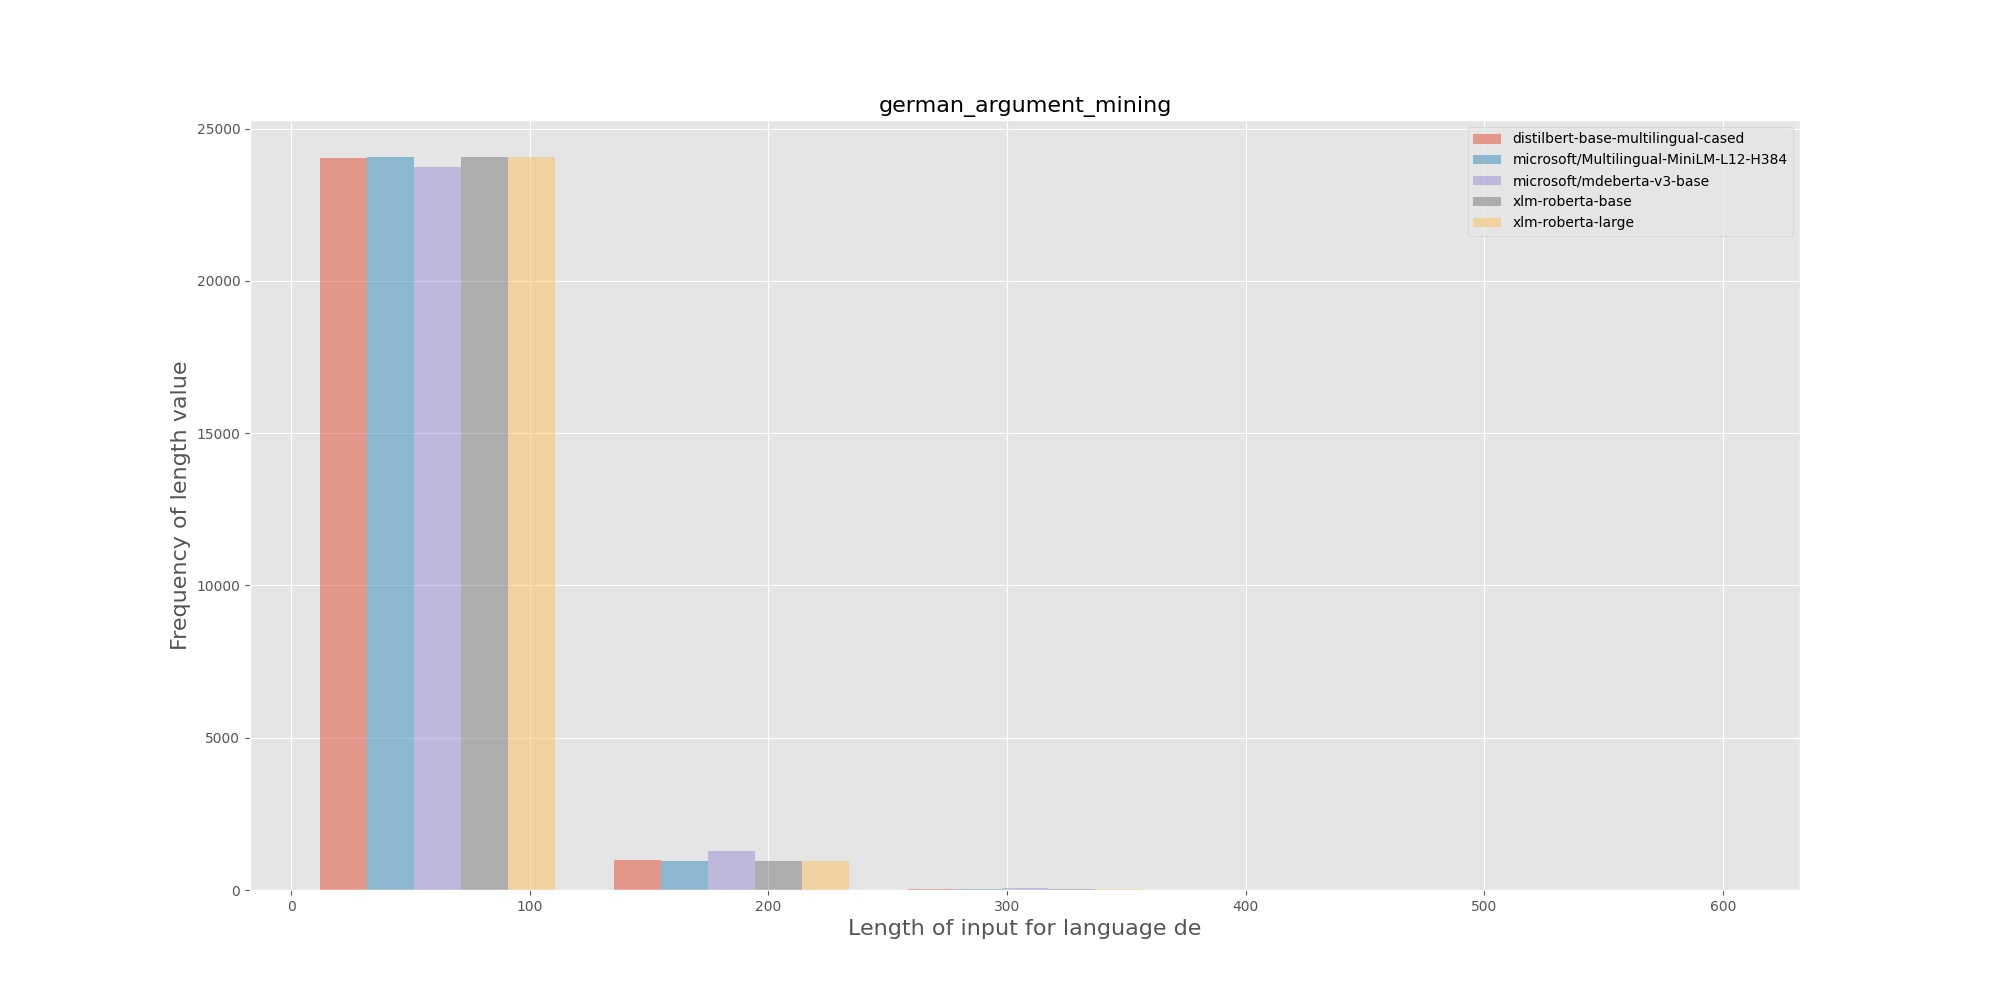 german_argument_mining
25000
20000
15000
10000
5000
0
Frequency of length value
distilbert-base-multilingual-cased
microsoft/Multilingual-MiniLM-L12-H384
microsoft/mdeberta-v3-base
xlm-roberta-base
xlm-roberta-large
0 100 200 300 400 500 600
Length of input for language de